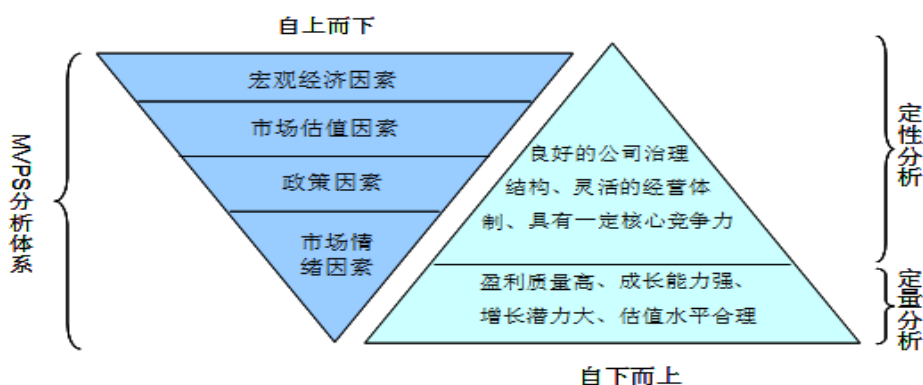 自上而下
MVPS分析体系
宏观经济因素
市场估值因素
政策因素
市场情
绪因素
良好的公司治理
结构、灵活的经营体
制、具有一定核心竞争力
盈利质量高、成长能力强、
增长潜力大、估值水平合理
定性分析
定量分析
自下而上